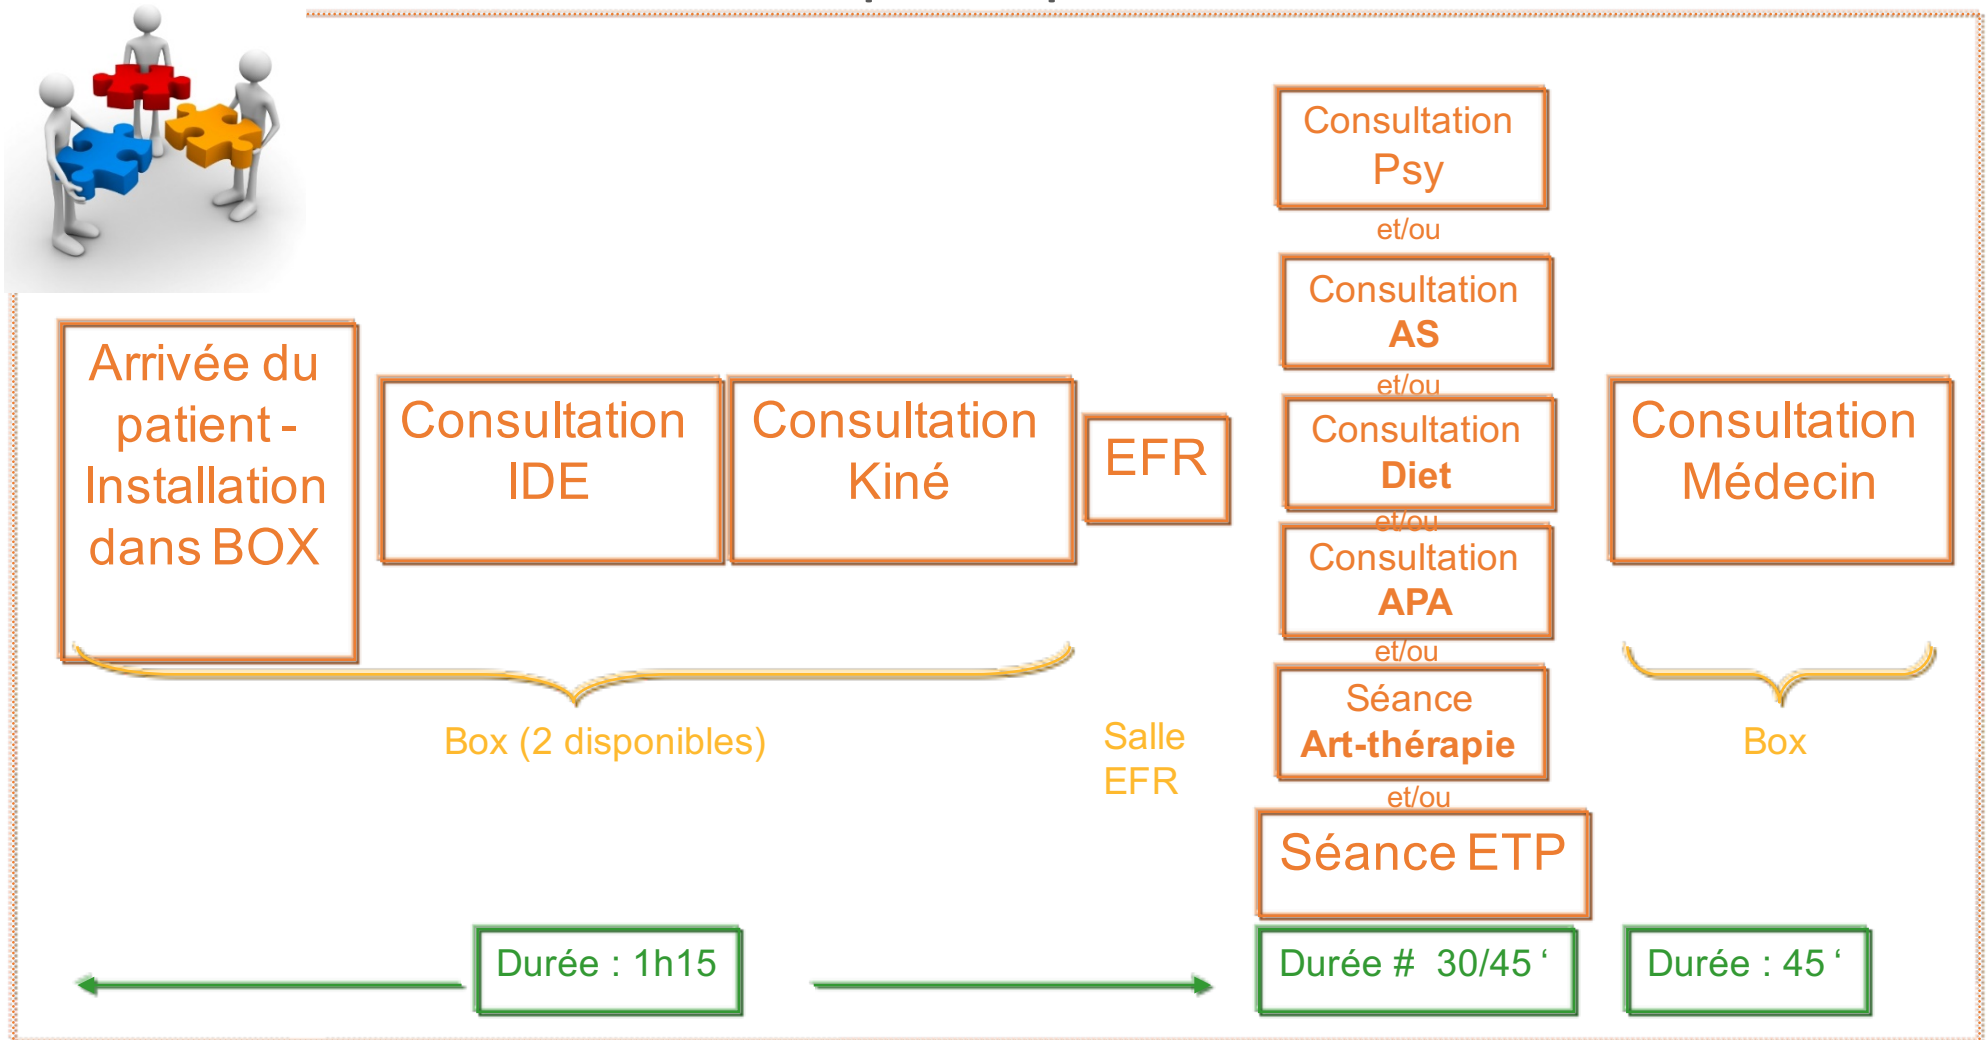 Arrivée du
patient -
Installation
dans BOX
Consultation
IDE
Consultation
Kiné
EFR
Consultation
Psy
et/ou
Consultation
AS
et/ou
Consultation
Diet
et/ou
Consultation
APA
et/ou
Séance
Art-thérapie
et/ou
Séance ETP
Consultation
Médecin
Box (2 disponibles)
Salle
EFR
Box
Durée : 1h15
Durée # 30/45 ‘
Durée : 45 ‘